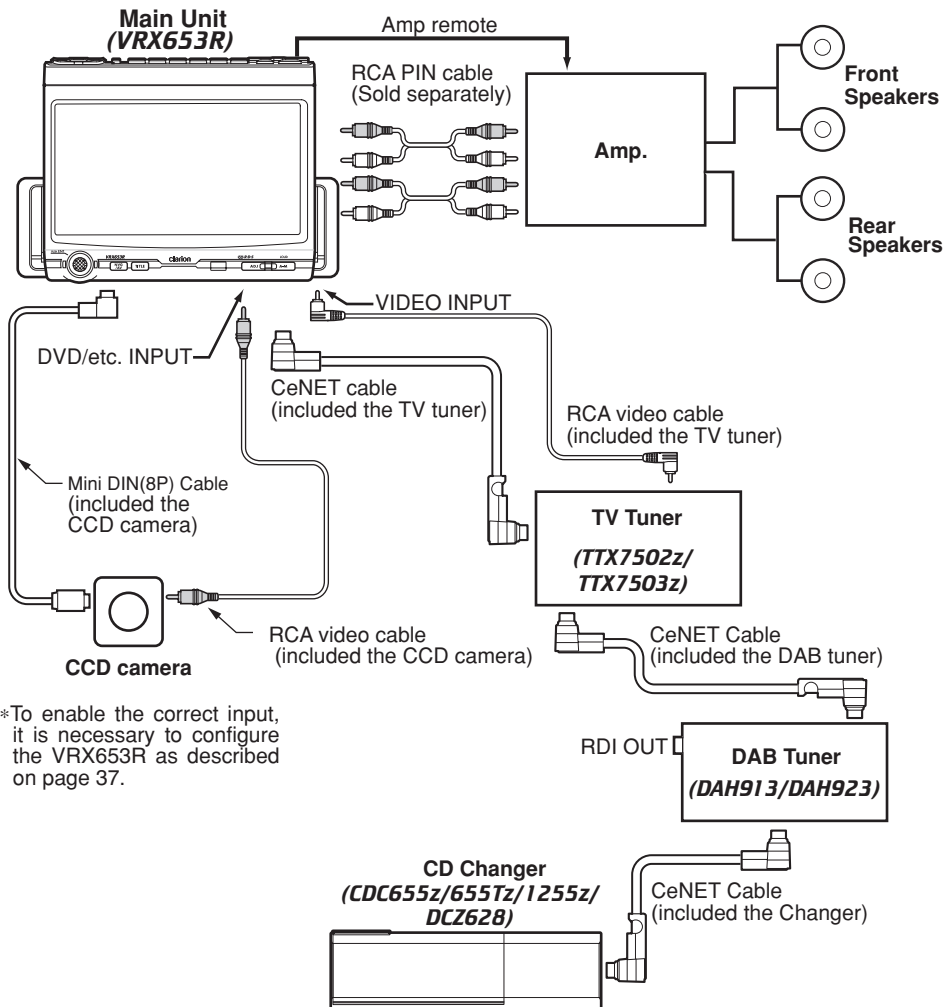 Main Unit
(VRX653R)
Amp remote
RCA PIN cable
(Sold separately)
Amp.
Front
Speakers
Rear
Speakers
VRX653R
TITLE
clarion
ADJ
VIDEO INPUT
DVD/etc. INPUT
CeNET cable
(included the TV tuner)
RCA video cable
(included the TV tuner)
Mini DIN(8P) Cable
(included the
CCD camera)
TV Tuner
(TTX7502z/
TTX7503z)
RCA video cable
(included the CCD camera)
CCD camera
CeNET Cable
(included the DAB tuner)
*To enable the correct input,
it is necessary to configure
the VRX653R as described
on page 37.
RDI OUT
DAB Tuner
(DAH913/DAH923)
CD Changer
(CDC655z/655Tz/1255z/
DCZ628)
CeNET Cable
(included the Changer)